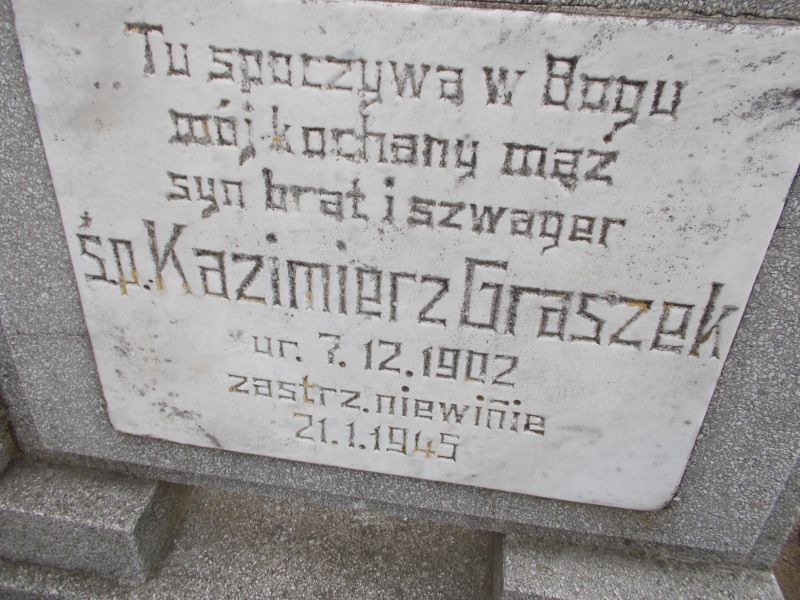 Tu spoczywa w Bogu
mój kochany mąż
syn brat i szwager
śp. Kazimierz Graszek
ur. 7. 12. 1902
zastrz. niewinie
21. 1. 1945